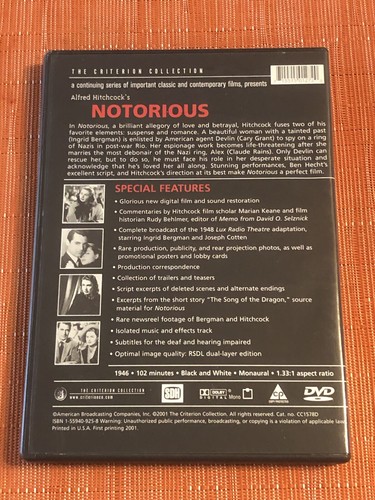 THE CRITERION COLLECTION
a continuing series of important classic and contemporary films, presents
Alfred Hitchcock's
NOTORIOUS
In Notorious, a brilliant allegory of love and betrayal, Hitchcock fuses two of his
favorite elements: suspense and romance. A beautiful woman with a tainted past
(Ingrid Bergman) is enlisted by American agent Devlin (Cary Grant) to spy on a ring
of Nazis in post-war Rio. Her espionage work becomes life-threatening after she
marries the most debonair of the Nazi ring, Alex (Claude Rains). Only Devlin can
rescue her, but to do so, he must face his role in her desperate situation and
acknowledge that he's loved her all along. Stunning performances, Ben Hecht's
excellent script, and Hitchcock's direction at its best make Notorious a perfect film.
SPECIAL FEATURES
• Glorious new digital film and sound restoration
• Commentaries by Hitchcock film scholar Marian Keane and film
historian Rudy Behlmer, editor of Memo from David O. Selznick
• Complete broadcast of the 1948 Lux Radio Theatre adaptation,
starring Ingrid Bergman and Joseph Cotten
• Rare production, publicity, and rear projection photos, as well as
promotional posters and lobby cards
• Production correspondence
• Collection of trailers and teasers
• Script excerpts of deleted scenes and alternate endings
• Excerpts from the short story "The Song of the Dragon," source
material for Notorious
• Rare newsreel footage of Bergman and Hitchcock
• Isolated music and effects track
• Subtitles for the deaf and hearing impaired
• Optimal image quality: RSDL dual-layer edition
1946 • 102 minutes • Black and White • Monaural • 1.33:1 aspect ratio
THE CRITERION COLLECTION
www.criterionco.com
SDH
DOLBY DIGITAL Mono
DVD
©American Broadcasting Companies, Inc. ©2001 The Criterion Collection. All rights reserved. Cat. no. CC1578D
ISBN 1-55940-925-8 Warning: Unauthorized public performance, broadcasting, or copying is a violation of applicable laws.
Printed in U.S.A. First printing 2001.